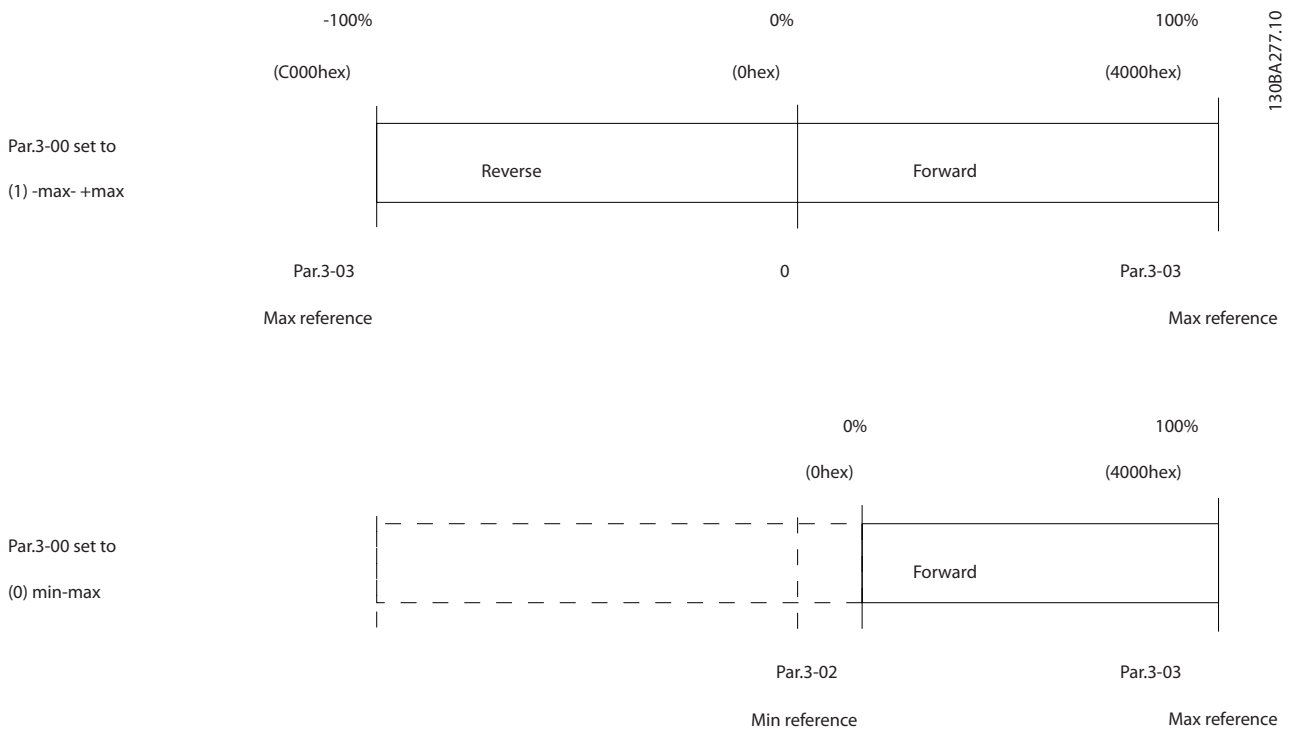 -100% 0% 100%
(C000hex) (0hex) (4000hex)
130BA277.10
Par.3-00 set to
(1) -max- +max
Reverse Forward
Par.3-03 0 Par.3-03
Max reference Max reference
0% 100%
(0hex) (4000hex)
Par.3-00 set to
(0) min-max
Forward
Par.3-02 Par.3-03
Min reference Max reference